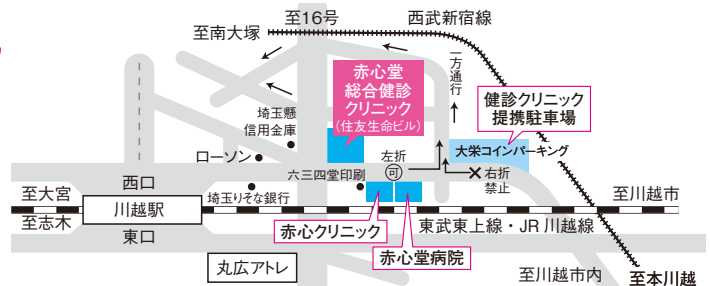 至16号
西武新宿線
至南大塚
一方通行
赤心堂
総合健診
クリニック
(住友生命ビル)
健診クリニック
提携駐車場
埼玉縣
信用金庫
大栄コインパーキング
左折
可
ローソン
六三四堂印刷
右折
禁止
西口
埼玉りそな銀行
至大宮
至川越市
川越駅
至志木
赤心クリニック
東武東上線・JR川越線
東口
赤心堂病院
丸広アトレ
至川越市内
至本川越